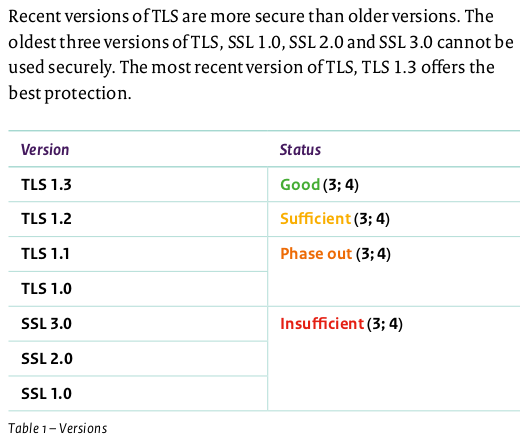 Recent versions of TLS are more secure than older versions. The
oldest three versions of TLS, SSL 1.0, SSL 2.0 and SSL 3.0 cannot be
used securely. The most recent version of TLS, TLS 1.3 offers the
best protection.
Version Status
TLS 1.3 Good (3; 4)
TLS 1.2 Sufficient (3; 4)
TLS 1.1 Phase out (3; 4)
TLS 1.0
SSL 3.0 Insufficient (3; 4)
SSL 2.0
SSL 1.0
Table 1 – Versions